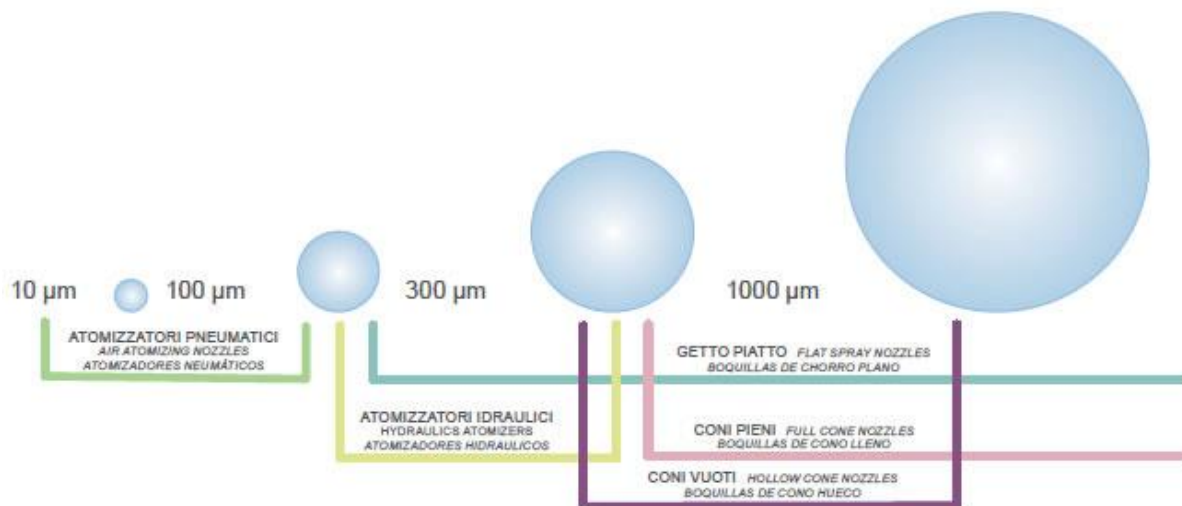 10 µm
100 µm
300 µm
1000 µm
ATOMIZZATORI PNEUMATICI
AIR ATOMIZING NOZZLES
ATOMIZADORES NEUMÁTICOS
GETTO PIATTO FLAT SPRAY NOZZLES
BOQUILLAS DE CHORRO PLANO
ATOMIZZATORI IDRAULICI
HYDRAULICS ATOMIZERS
ATOMIZADORES HIDRAULICOS
CONI PIENI FULL CONE NOZZLES
BOQUILLAS DE CONO LLENO
CONI VUOTI HOLLOW CONE NOZZLES
BOQUILLAS DE CONO HUECO